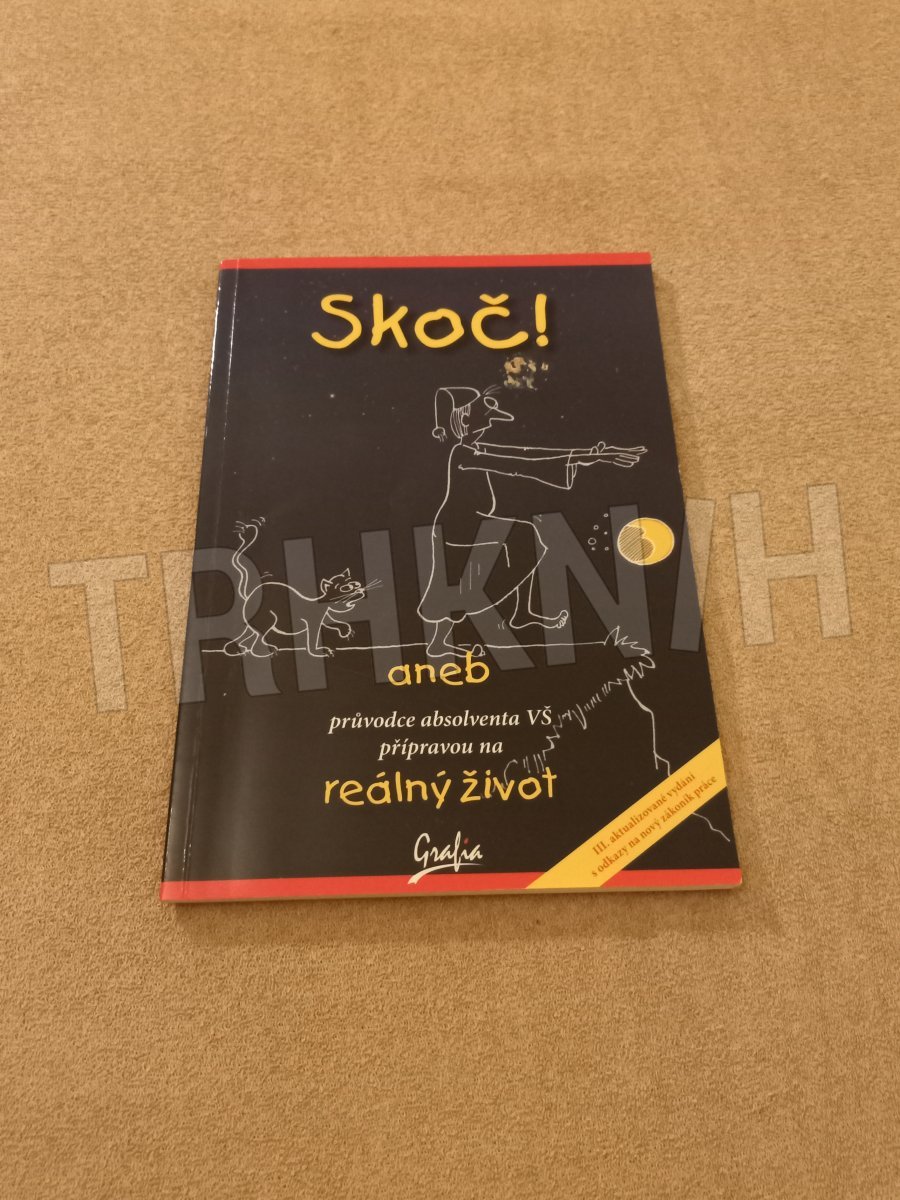 Skoč!
aneb
průvodce absolventa VŠ
přípravou na
reálný život
III. aktualizované vydání
s odkazy na nový zákoník práce
Grafia
TRHKNIH